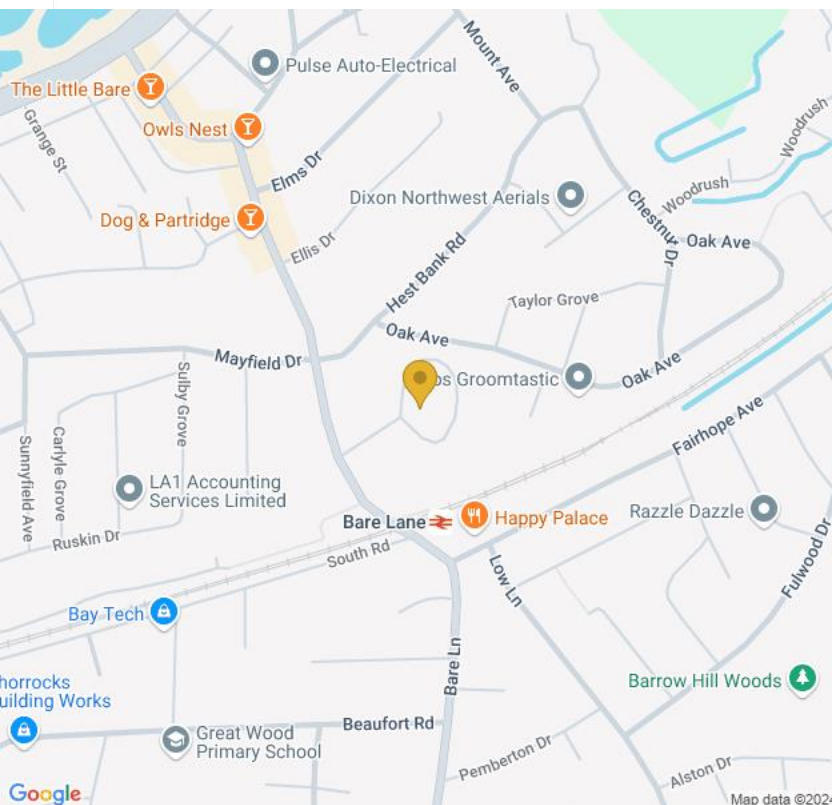 Pulse Auto-Electrical
Mount Ave
The Little Bare
Owls Nest
Grange St
Elms Dr
Woodrush
Dixon Northwest Aerials
Woodrush
Chestnut Dr
Dog & Partridge
Ellis Dr
Oak Ave
Hest Bank Rd
Taylor Grove
Oak Ave
Mayfield Dr
Oak Ave
Groomtastic
Sulby Grove
Fairhope Ave
Sunnyfield Ave
Carlyle Grove
LA1 Accounting
Services Limited
Bare Lane
Happy Palace
Razzle Dazzle
Ruskin Dr
South Rd
Low Ln
Fulwood Dr
Bay Tech
Bare Ln
horrocks
uilding Works
Barrow Hill Woods
Beaufort Rd
Great Wood
Primary School
Pemberton Dr
Alston Dr
Google
Map data ©2024